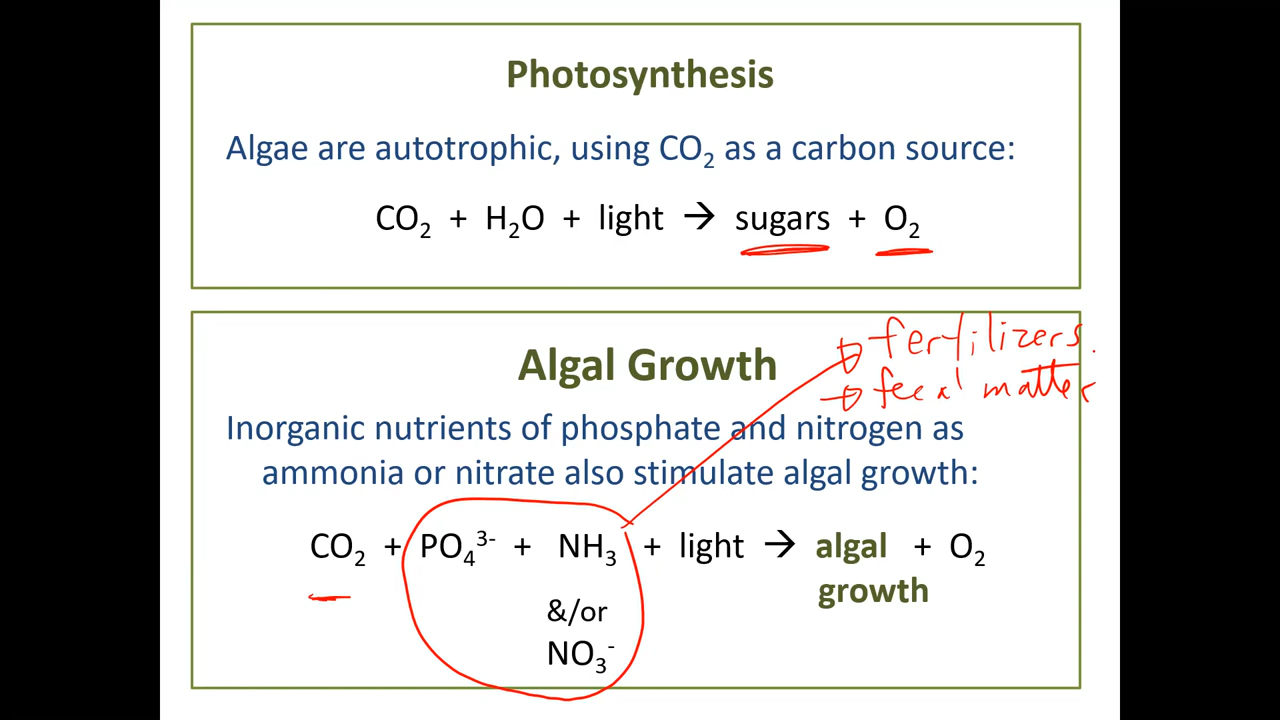 Photosynthesis
Algae are autotrophic, using CO₂ as a carbon source:
CO₂ + H₂O + light → sugars + O₂
fertilizers.
Algal Growth
fecal matter
Inorganic nutrients of phosphate and nitrogen as
ammonia or nitrate also stimulate algal growth:
CO₂ + PO₄³⁻ + NH₃ + light → algal + O₂
growth
&/or
NO₃⁻